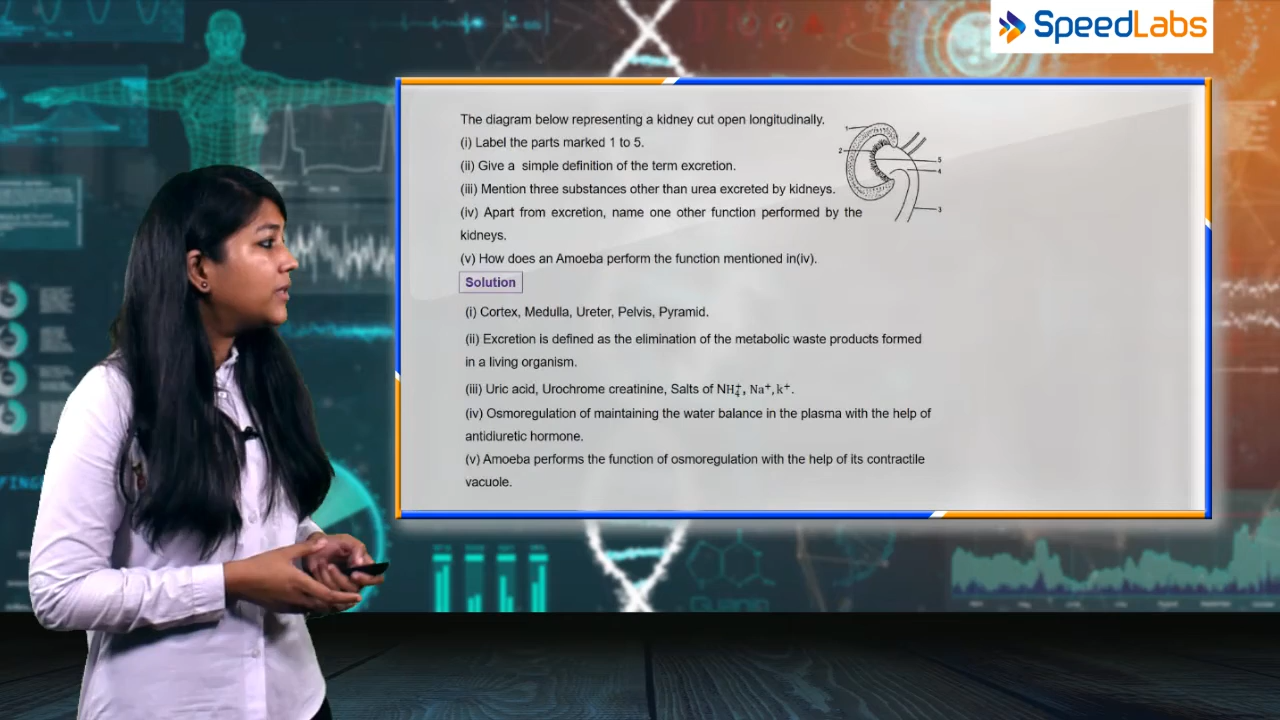 SpeedLabs
The diagram below representing a kidney cut open longitudinally.
(i) Label the parts marked 1 to 5.
(ii) Give a simple definition of the term excretion.
(iii) Mention three substances other than urea excreted by kidneys.
(iv) Apart from excretion, name one other function performed by the
kidneys.
(v) How does an Amoeba perform the function mentioned in(iv).
1
2
5
4
3
Solution
(i) Cortex, Medulla, Ureter, Pelvis, Pyramid.
(ii) Excretion is defined as the elimination of the metabolic waste products formed
in a living organism.
(iii) Uric acid, Urochrome creatinine, Salts of NH₄⁺, Na⁺, k⁺.
(iv) Osmoregulation of maintaining the water balance in the plasma with the help of
antidiuretic hormone.
(v) Amoeba performs the function of osmoregulation with the help of its contractile
vacuole.